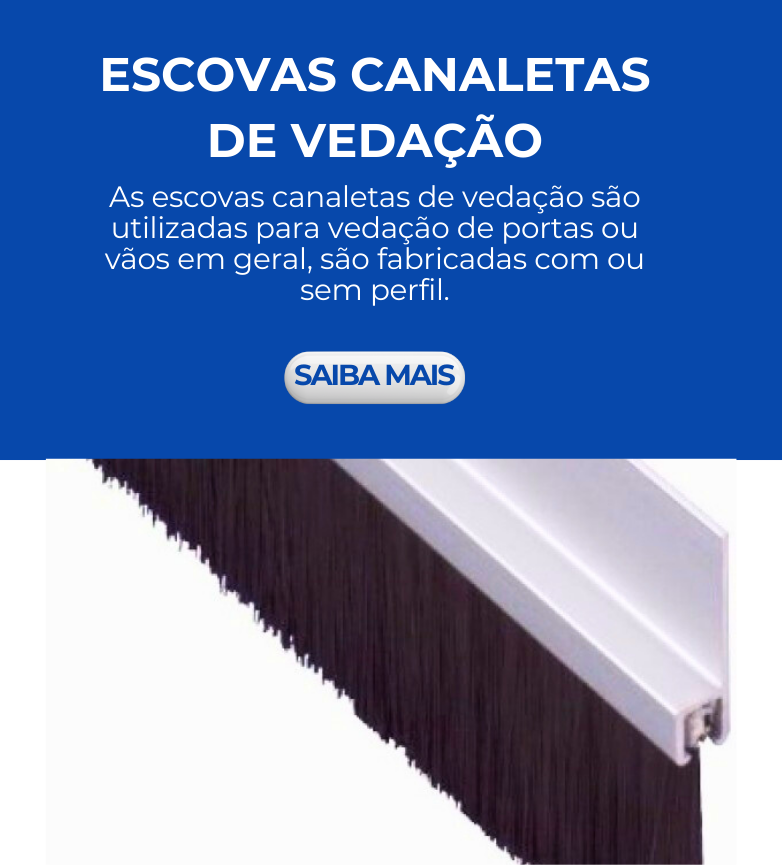 ESCOVAS CANALETAS
DE VEDAÇÃO
As escovas canaletas de vedação são
utilizadas para vedação de portas ou
vãos em geral, são fabricadas com ou
sem perfil.
SAIBA MAIS